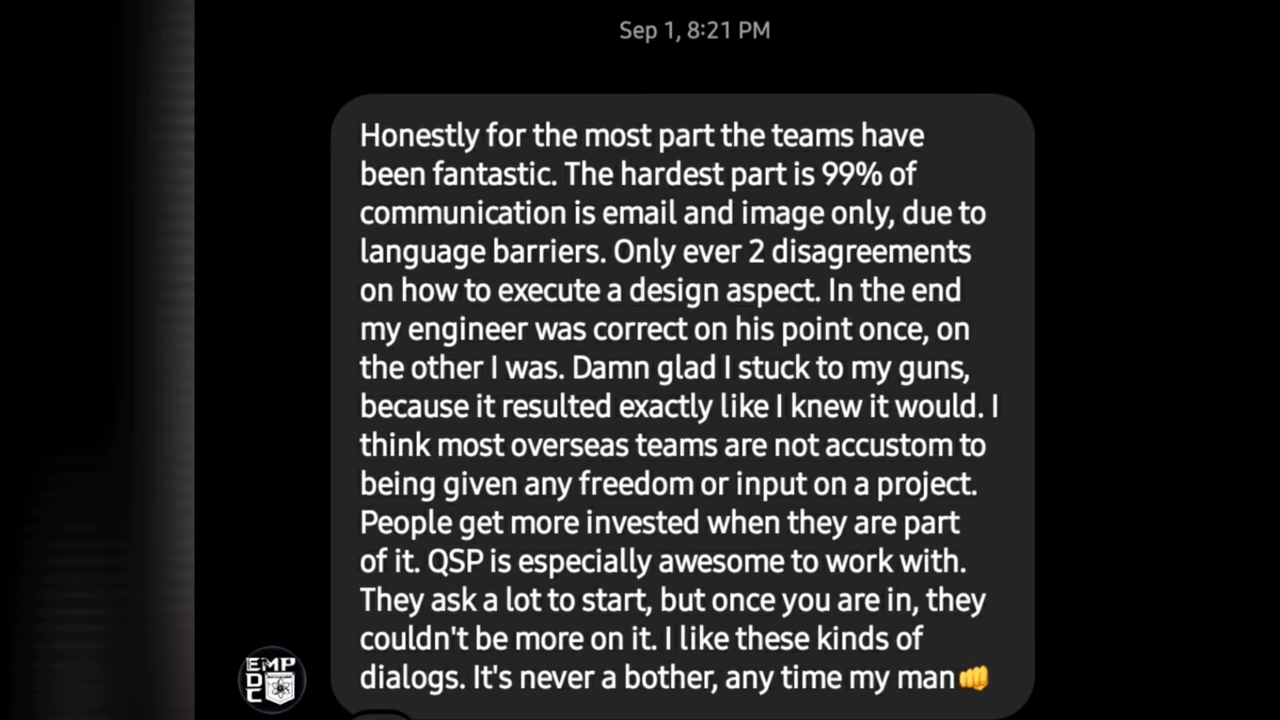 Sep 1, 8:21 PM
Honestly for the most part the teams have
been fantastic. The hardest part is 99% of
communication is email and image only, due to
language barriers. Only ever 2 disagreements
on how to execute a design aspect. In the end
my engineer was correct on his point once, on
the other I was. Damn glad I stuck to my guns,
because it resulted exactly like I knew it would. I
think most overseas teams are not accustom to
being given any freedom or input on a project.
People get more invested when they are part
of it. QSP is especially awesome to work with.
They ask a lot to start, but once you are in, they
couldn't be more on it. I like these kinds of
dialogs. It's never a bother, any time my man👊
EMP
D
C